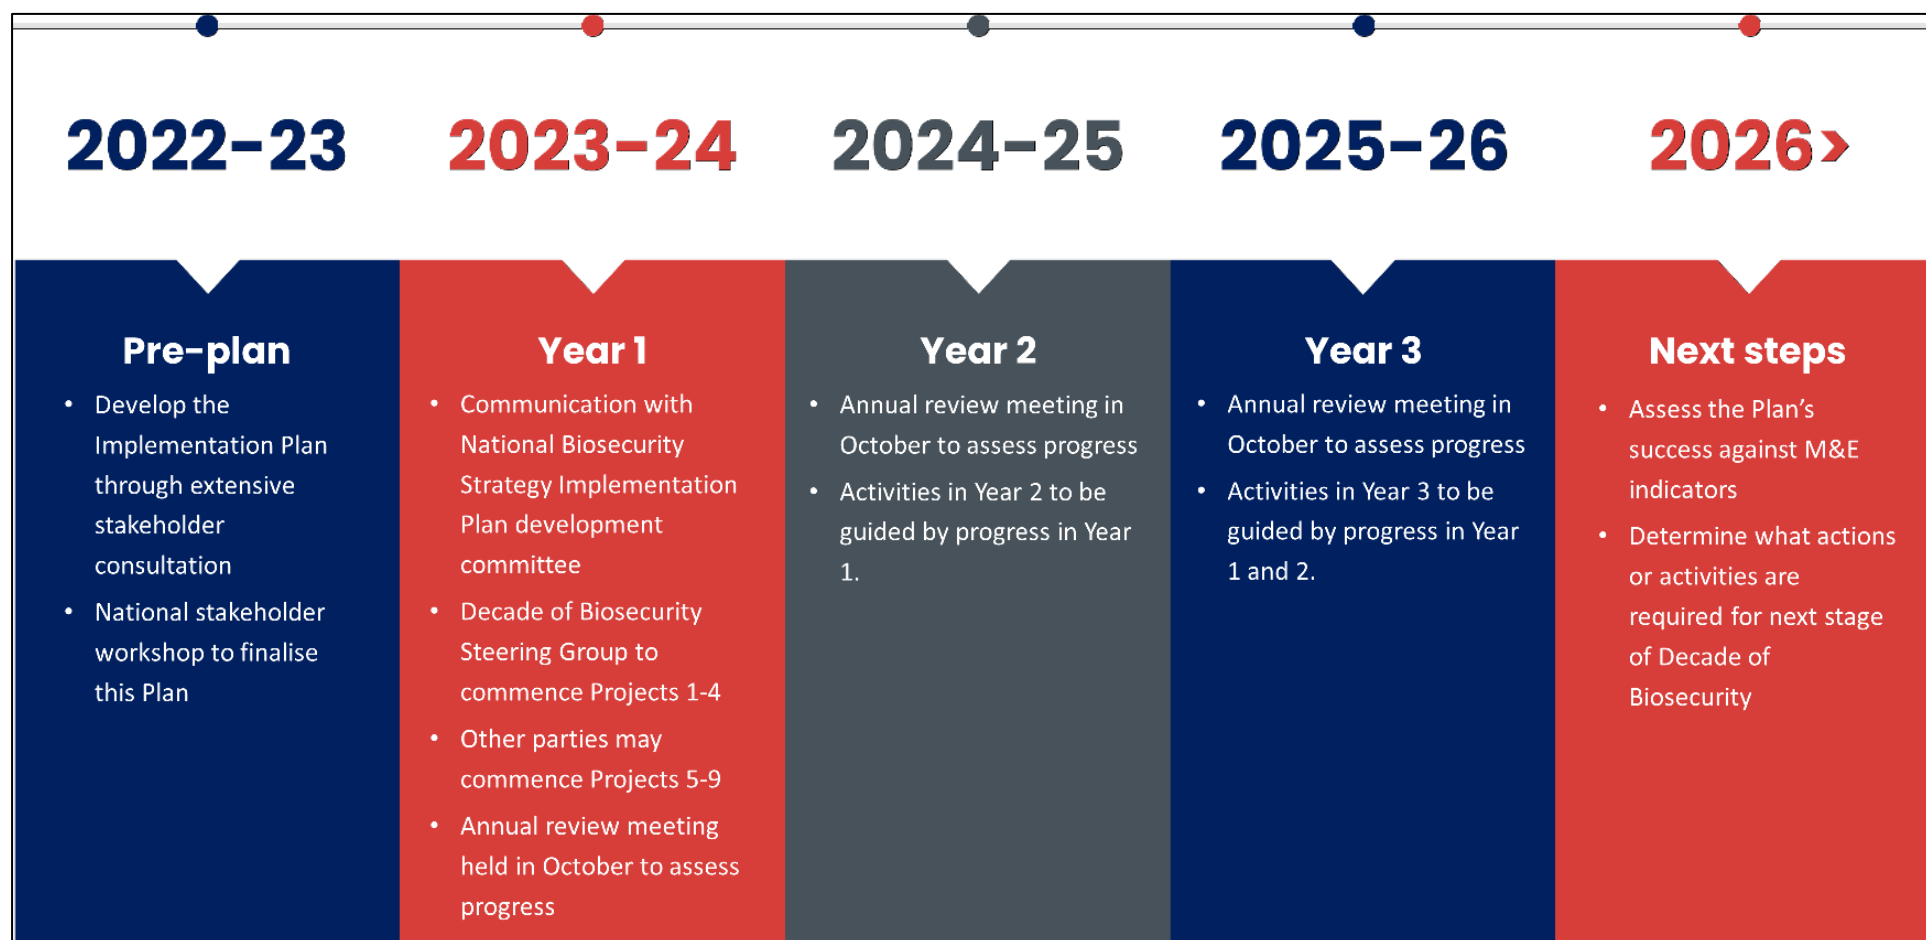 2022-23
2023-24
2024-25
2025-26
2026>
Pre-plan
• Develop the
Implementation Plan
through extensive
stakeholder
consultation
• National stakeholder
workshop to finalise
this Plan
Year 1
• Communication with
National Biosecurity
Strategy Implementation
Plan development
committee
• Decade of Biosecurity
Steering Group to
commence Projects 1-4
• Other parties may
commence Projects 5-9
• Annual review meeting
held in October to assess
progress
Year 2
• Annual review meeting in
October to assess progress
• Activities in Year 2 to be
guided by progress in Year
1.
Year 3
• Annual review meeting in
October to assess progress
• Activities in Year 3 to be
guided by progress in Year
1 and 2.
Next steps
• Assess the Plan’s
success against M&E
indicators
• Determine what actions
or activities are
required for next stage
of Decade of
Biosecurity